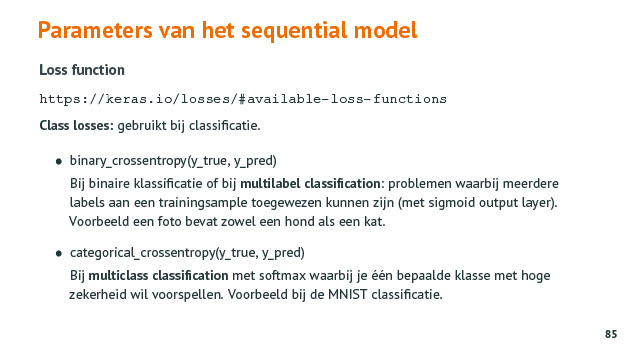 Parameters van het sequential model
Loss function
https://keras.io/losses/#available-loss-functions
Class losses: gebruikt bij classificatie.
● binary_crossentropy(y_true, y_pred)
Bij binaire klassificatie of bij multilabel classification: problemen waarbij meerdere
labels aan een trainingsample toegewezen kunnen zijn (met sigmoid output layer).
Voorbeeld een foto bevat zowel een hond als een kat.
● categorical_crossentropy(y_true, y_pred)
Bij multiclass classification met softmax waarbij je één bepaalde klasse met hoge
zekerheid wil voorspellen. Voorbeeld bij de MNIST classificatie.
85